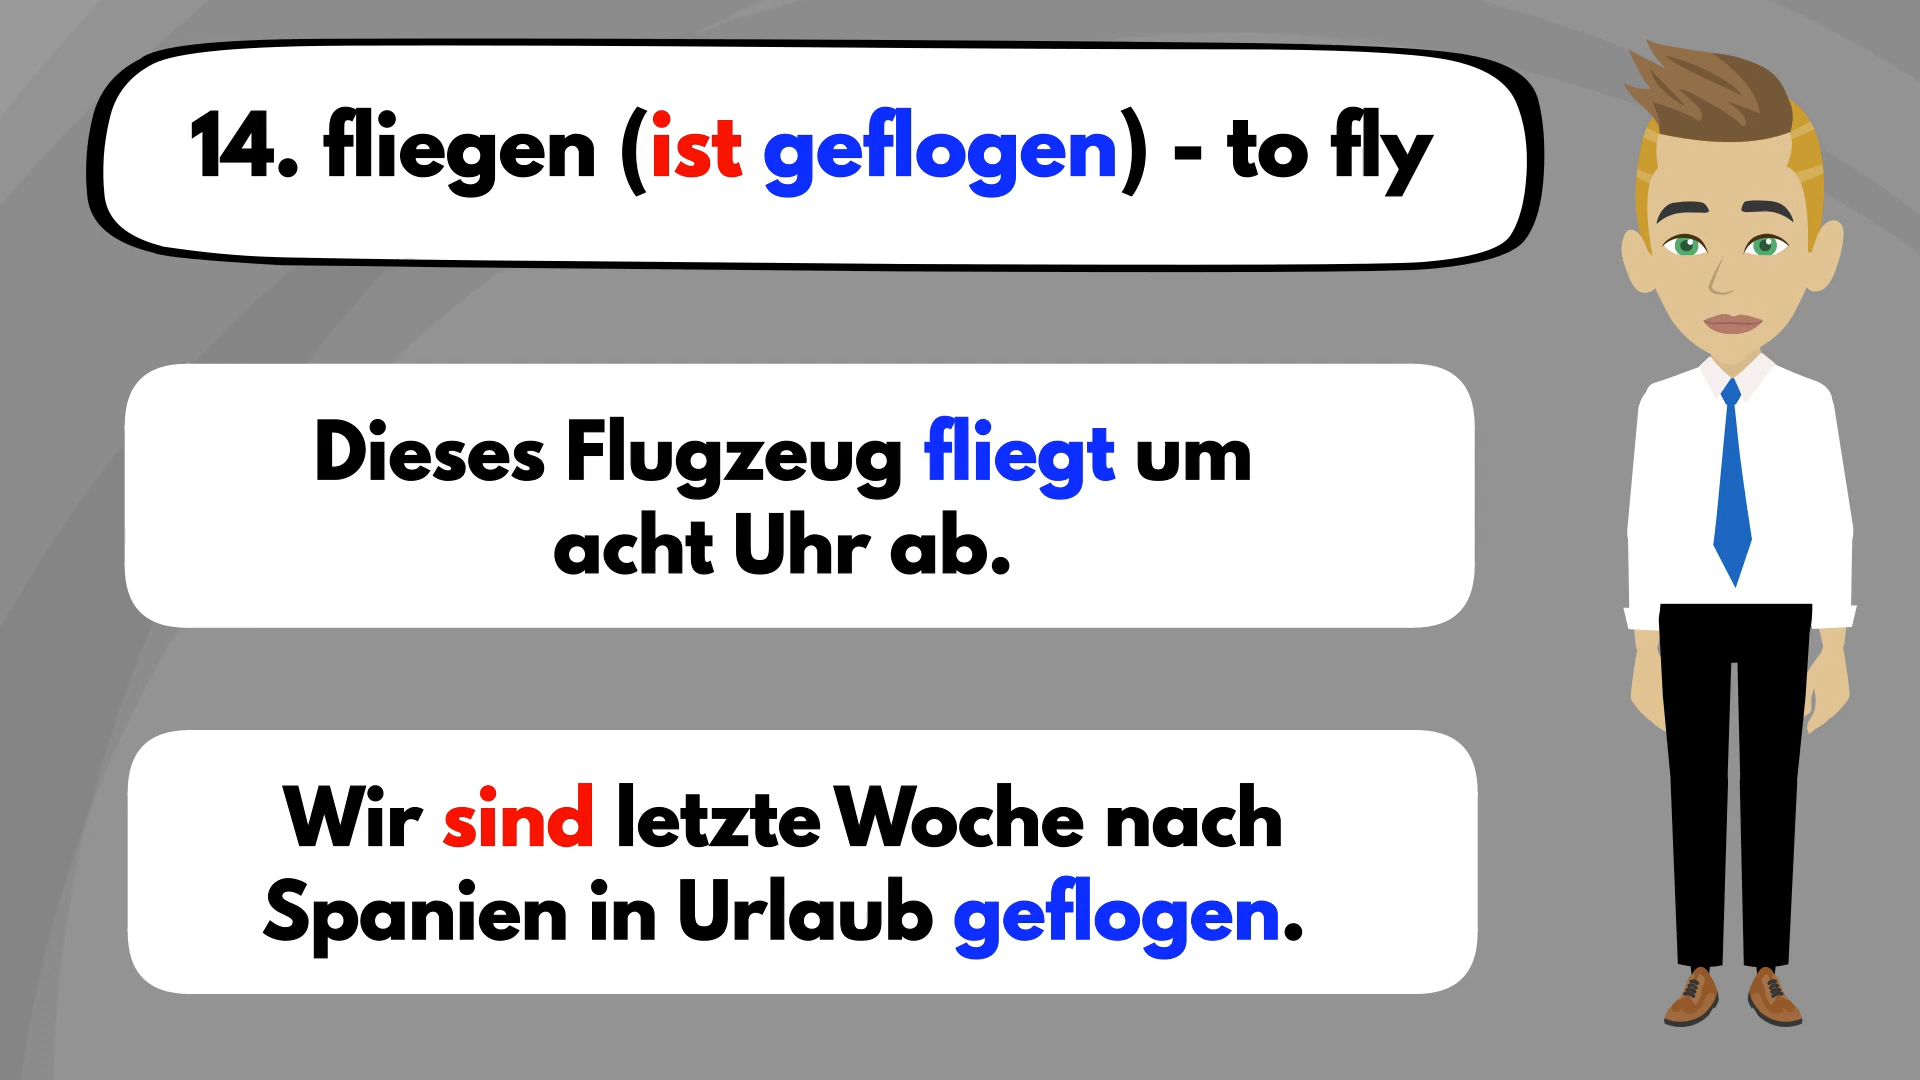 14. fliegen (ist geflogen) - to fly
Dieses Flugzeug fliegt um
acht Uhr ab.
Wir sind letzte Woche nach
Spanien in Urlaub geflogen.